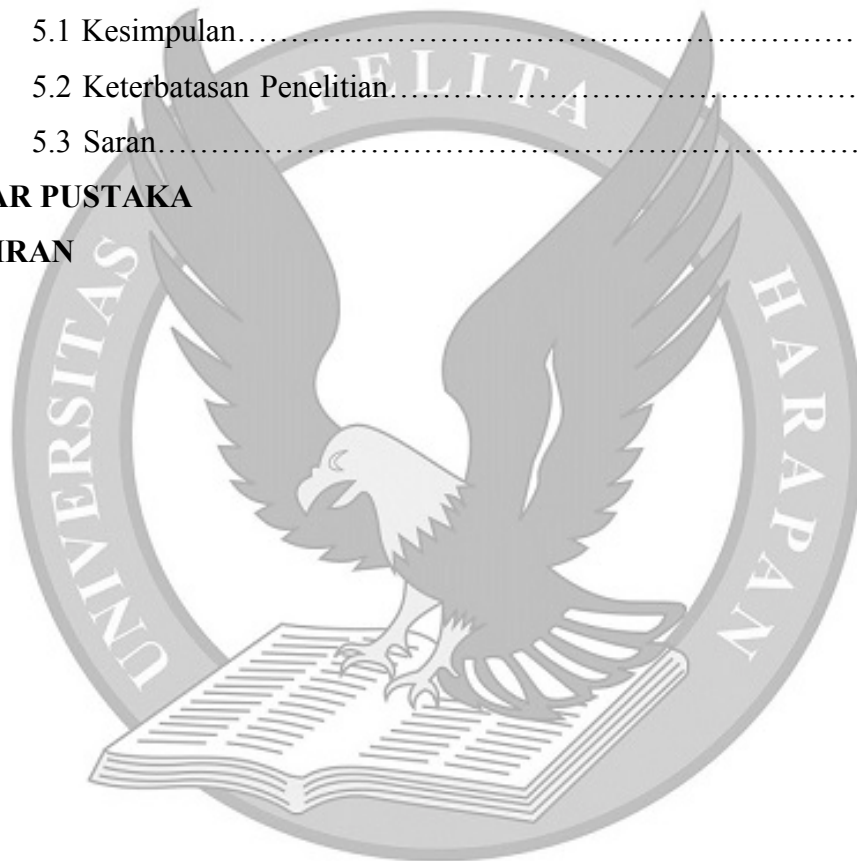 5.1 Kesimpulan……………………………………………………………………
5.2 Keterbatasan Penelitian……………………………………………
5.3 Saran…………………………………………………………………………
AR PUSTAKA
IRAN
UNIVERSITAS PELITA HARAPAN